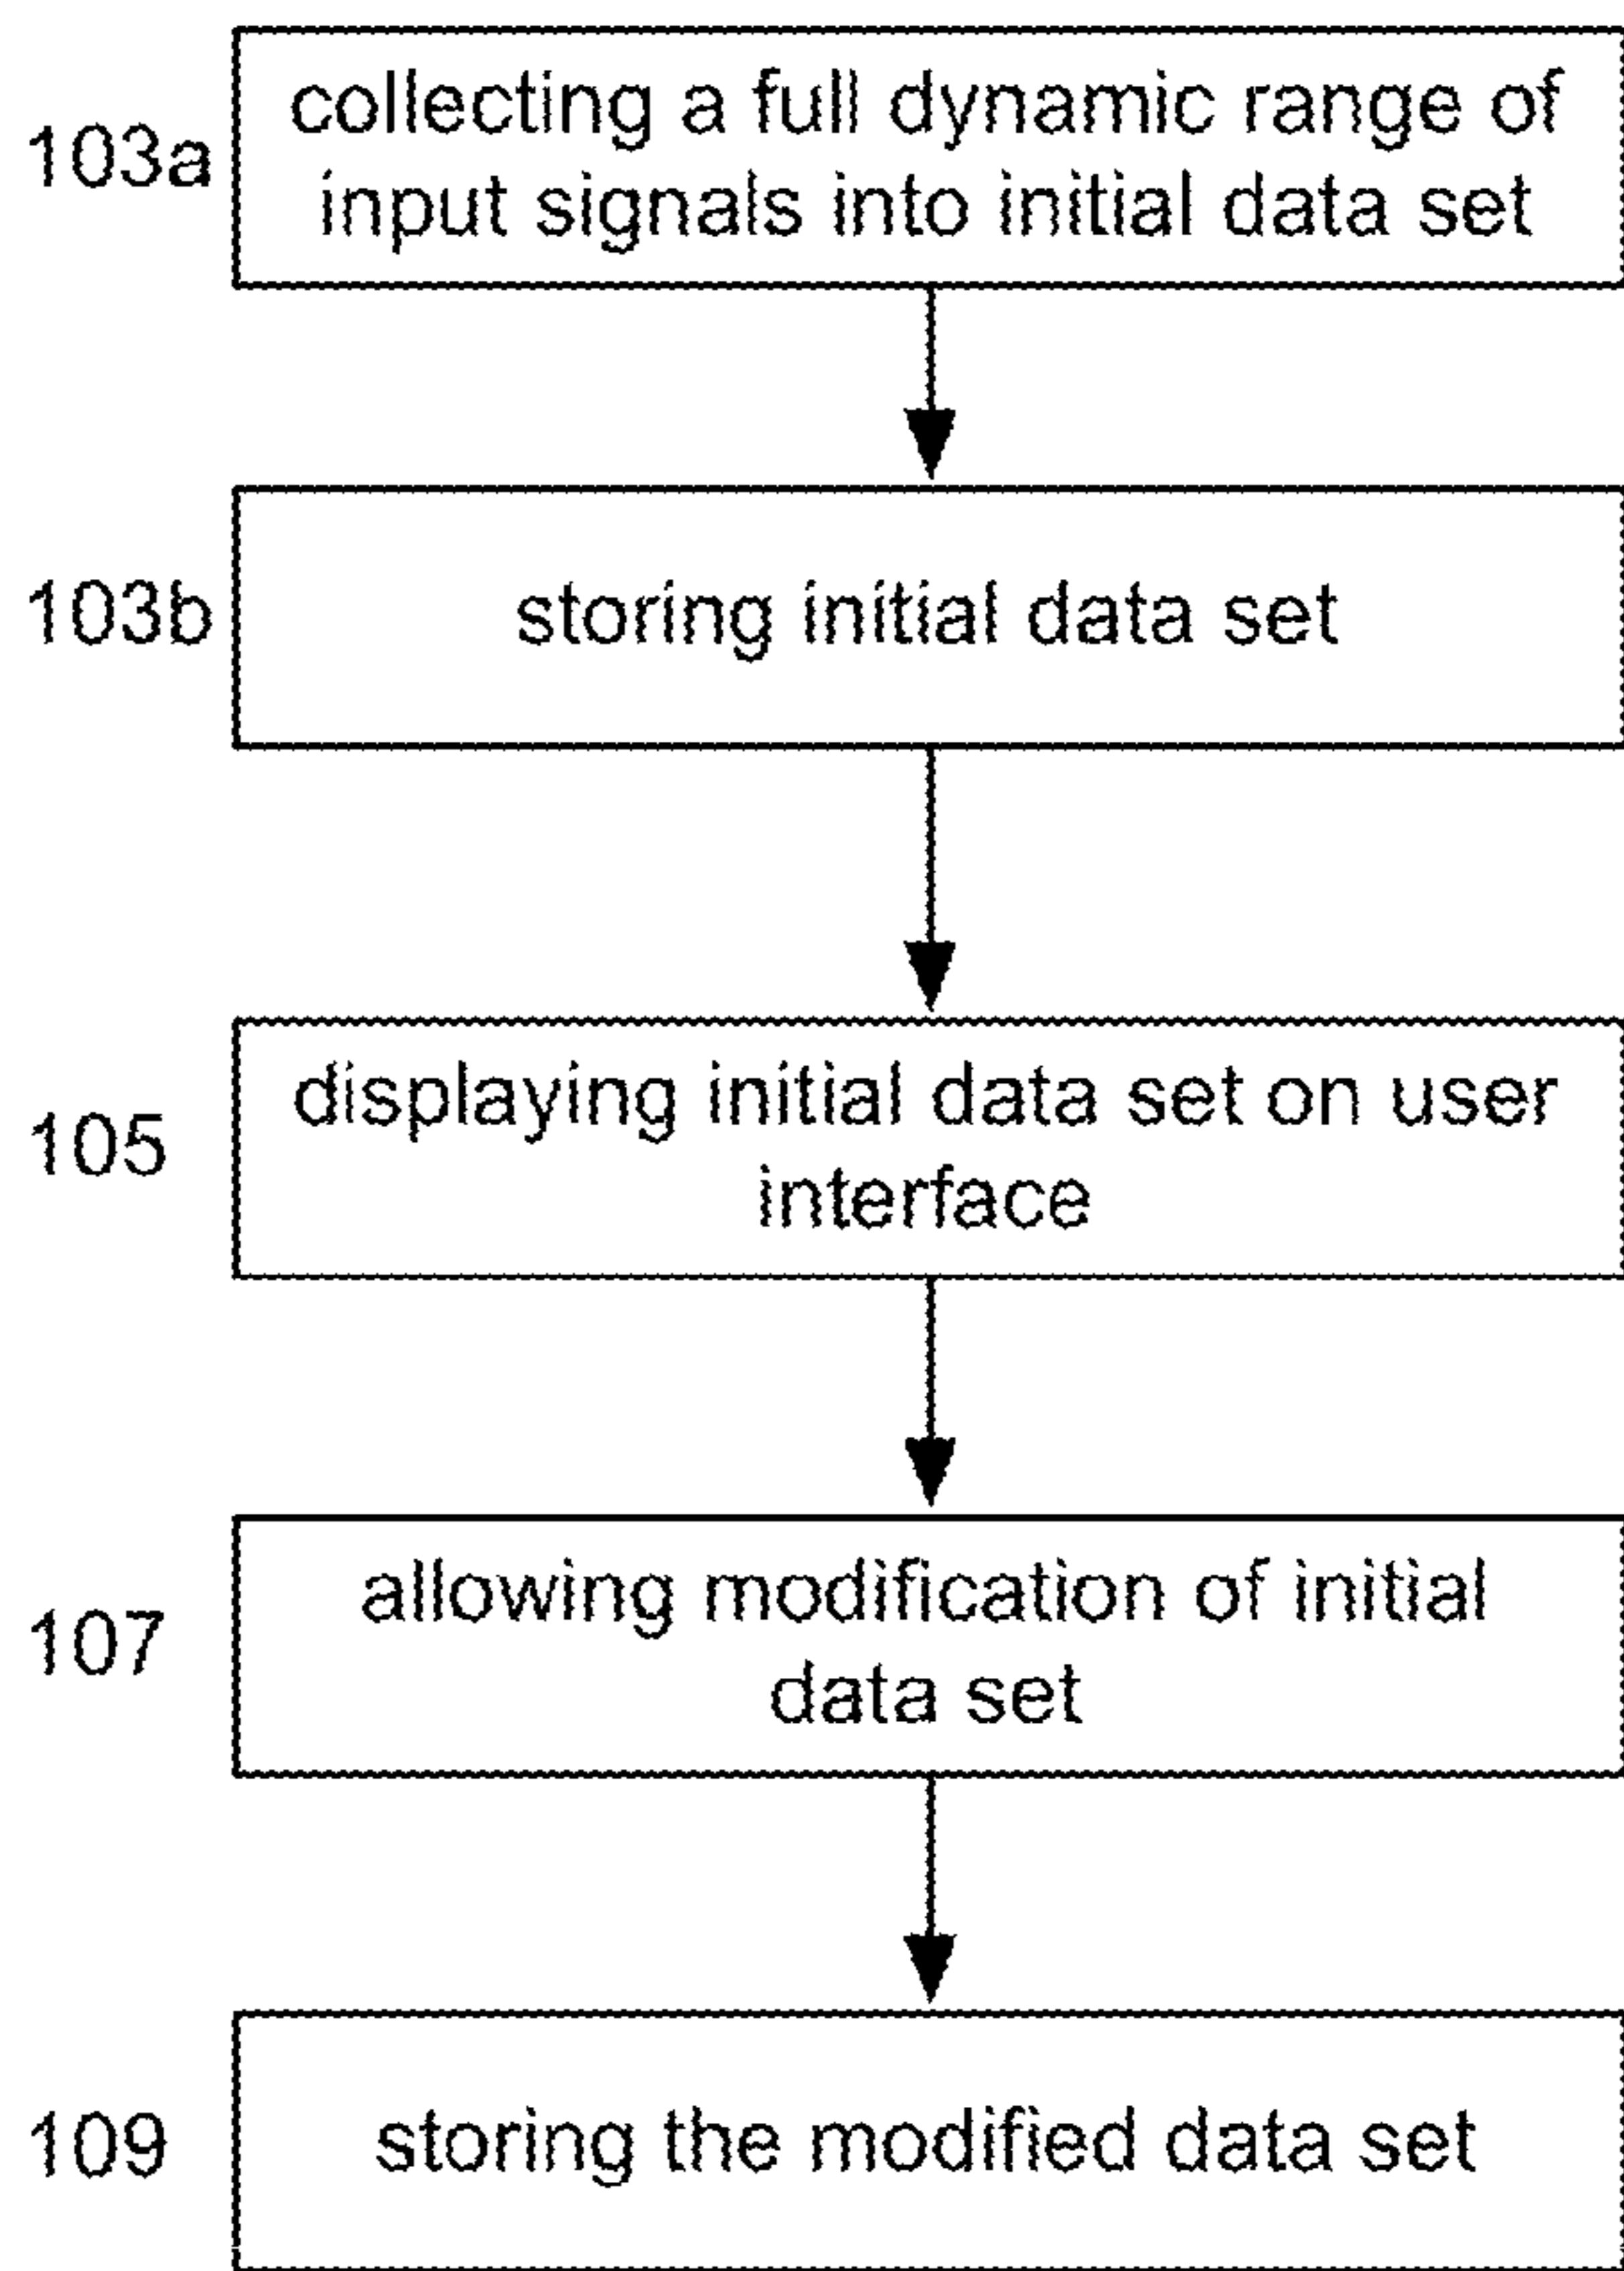 103a
collecting a full dynamic range of
input signals into initial data set
103b
storing initial data set
105
displaying initial data set on user
interface
107
allowing modification of initial
data set
109
storing the modified data set